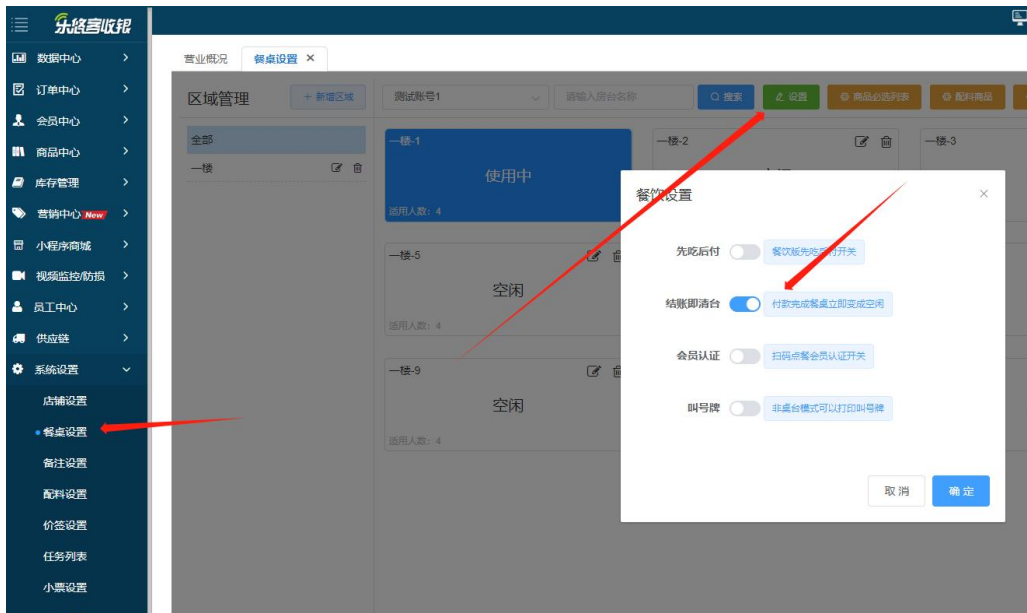 乐悠客收银
数据中心
订单中心
会员中心
商品中心
库存管理
营销中心 New
小程序商城
视频监控/防损
员工中心
供应链
系统设置
店铺设置
餐桌设置
备注设置
配料设置
价签设置
任务列表
小票设置
营业概况 餐桌设置 ×
区域管理 + 新增区域
全部
一楼
测试账号1 请输入房台名称 搜索 设置 商品必选列表 配料商品
一楼-1
使用中
适用人数: 4
一楼-2
一楼-3
一楼-5
空闲
适用人数: 4
一楼-9
空闲
适用人数: 4
餐饮设置
先吃后付 餐饮版先吃后付开关
结账即清台 付款完成餐桌立即变成空闲
会员认证 扫码点餐会员认证开关
叫号牌 非桌台模式可以打印叫号牌
取消 确定